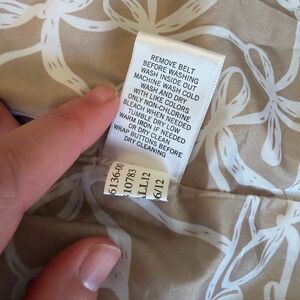 REMOVE BELT
BEFORE WASHING
WASH INSIDE OUT
MACHINE WASH COLD
WASH AND DRY
WITH LIKE COLORS
ONLY NON-CHLORINE
BLEACH WHEN NEEDED
TUMBLE DRY LOW
WARM IRON IF NEEDED
OR DRY CLEAN
WRAP BUTTONS BEFORE
DRY CLEANING
6136-0
10783
LL12
6/12